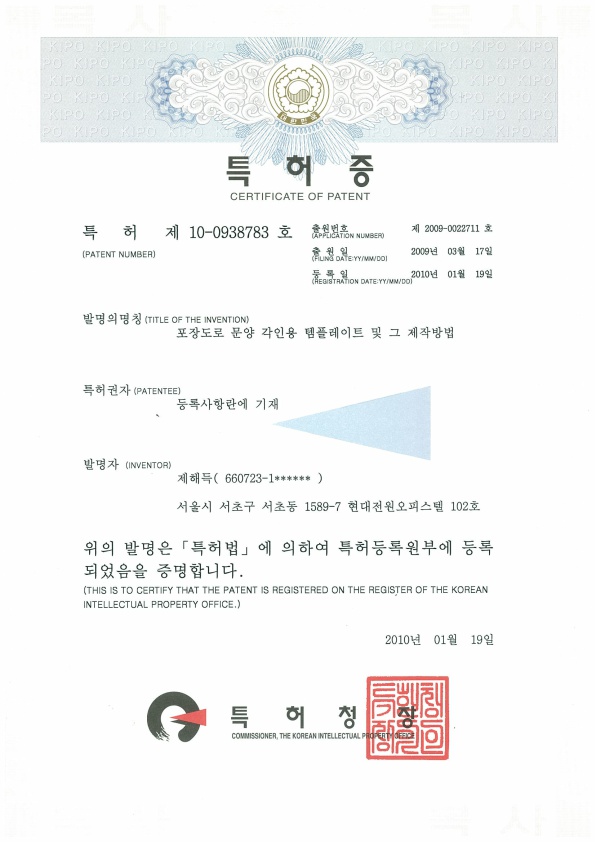 KIPO KIPO KIPO KIPO KIPO KIPO
대한민국
특 허 증
CERTIFICATE OF PATENT
특 허 제 10-0938783 호
(PATENT NUMBER)
출원번호 제 2009-0022711 호
(APPLICATION NUMBER)
출 원 일 2009년 03월 17일
(FILING DATE:YY/MM/DD)
등 록 일 2010년 01월 19일
(REGISTRATION DATE:YY/MM/DD)
발명의명칭 (TITLE OF THE INVENTION)
포장도로 문양 각인용 템플레이트 및 그 제작방법
특허권자 (PATENTEE)
등록사항란에 기재
발명자 (INVENTOR)
제해득( 660723-1****** )
서울시 서초구 서초동 1589-7 현대전원오피스텔 102호
위의 발명은 「특허법」에 의하여 특허등록원부에 등록
되었음을 증명합니다.
(THIS IS TO CERTIFY THAT THE PATENT IS REGISTERED ON THE REGISTER OF THE KOREAN
INTELLECTUAL PROPERTY OFFICE.)
2010년 01월 19일
특 허 청 장
COMMISSIONER, THE KOREAN INTELLECTUAL PROPERTY OFFICE